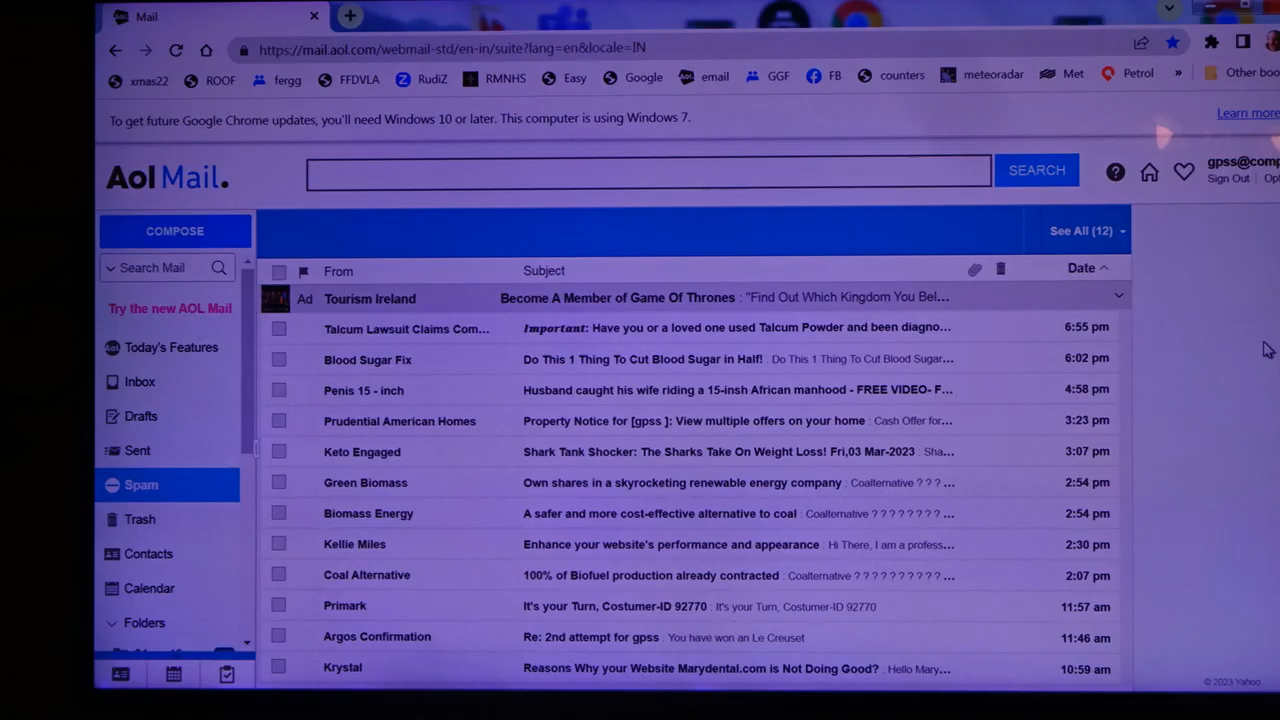 Mail
https://mail.aol.com/webmail-std/en-in/suite?lang=en&locale=IN
xmas22 ROOF fergg FFDVLA RudiZ RMNHS Easy Google email GGF FB counters meteoradar Met Petrol » Other boo
To get future Google Chrome updates, you'll need Windows 10 or later. This computer is using Windows 7. Learn more
Aol Mail. SEARCH gpss@comp
Sign Out | Opt
COMPOSE See All (12)
Search Mail From Subject Date
Ad Tourism Ireland Become A Member of Game Of Thrones : "Find Out Which Kingdom You Bel...
Try the new AOL Mail
Talcum Lawsuit Claims Com... Important: Have you or a loved one used Talcum Powder and been diagno... 6:55 pm
Today's Features
Blood Sugar Fix Do This 1 Thing To Cut Blood Sugar in Half! : Do This 1 Thing To Cut Blood Sugar... 6:02 pm
Inbox
Penis 15 - inch Husband caught his wife riding a 15-insh African manhood - FREE VIDEO- F... 4:58 pm
Drafts
Prudential American Homes Property Notice for [gpss ]: View multiple offers on your home : Cash Offer for... 3:23 pm
Sent
Keto Engaged Shark Tank Shocker: The Sharks Take On Weight Loss! Fri,03 Mar-2023 : Sha... 3:07 pm
Spam
Green Biomass Own shares in a skyrocketing renewable energy company : Coalternative ? ? ? ... 2:54 pm
Trash
Biomass Energy A safer and more cost-effective alternative to coal : Coalternative ? ? ? ? ? ? ? ? ... 2:54 pm
Contacts
Kellie Miles Enhance your website's performance and appearance : Hi There, I am a profess... 2:30 pm
Calendar
Coal Alternative 100% of Biofuel production already contracted : Coalternative ? ? ? ? ? ? ? ? ? ? ... 2:07 pm
Folders
Primark It's your Turn, Costumer-ID 92770 : It's your Turn, Costumer-ID 92770 11:57 am
Argos Confirmation Re: 2nd attempt for gpss : You have won an Le Creuset 11:46 am
Krystal Reasons Why your Website Marydental.com is Not Doing Good? : Hello Mary... 10:59 am
© 2023 Yahoo